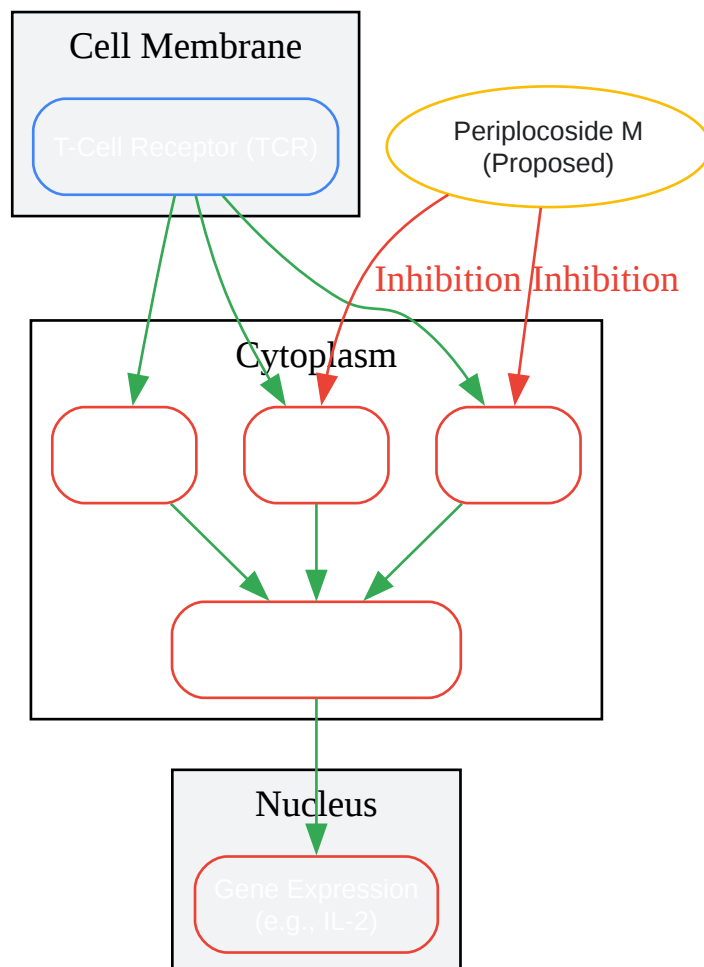 Cell Membrane
T-Cell Receptor (TCR)
Periplocoside M
(Proposed)
Inhibition
Inhibition
Cytoplasm
Nucleus
Gene Expression
(e.g., IL-2)